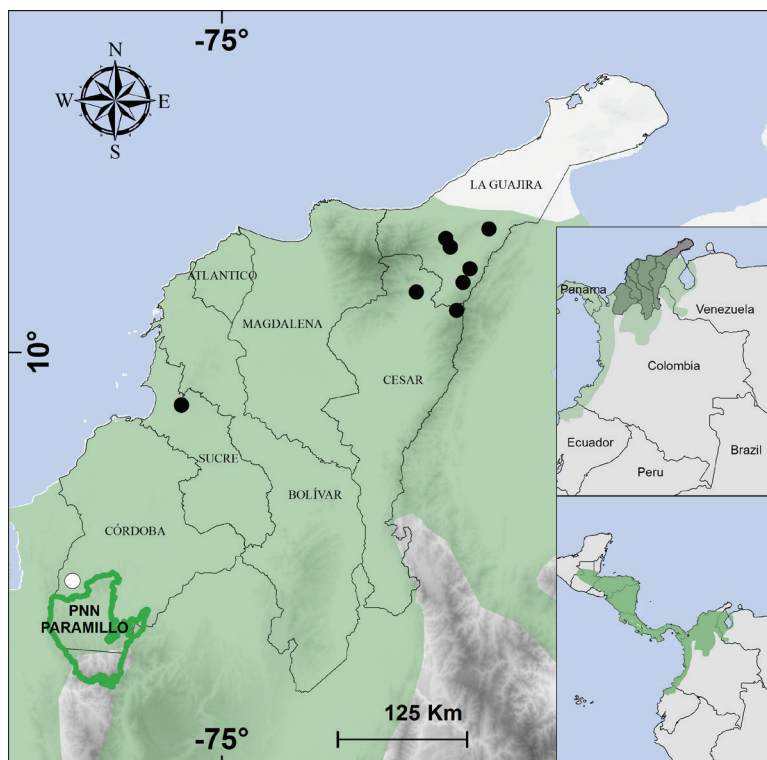 -75°
N
W
E
S
LA GUAJIRA
ATLANTICO
MAGDALENA
10°
CESAR
SUCRE
BOLÍVAR
CÓRDOBA
PNN
PARAMILLO
125 Km
-75°
Panama
Venezuela
Colombia
Ecuador
Peru
Brazil